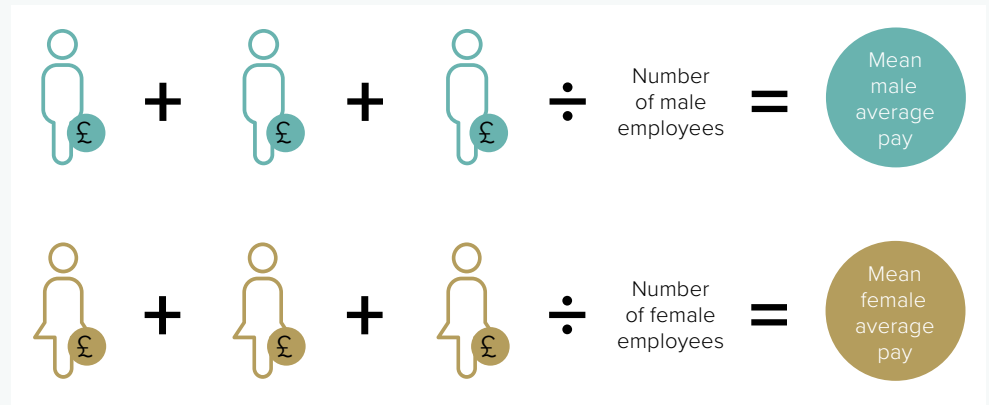 £ + £ + £ ÷ Number
of male
employees = Mean
male
average
pay
£ + £ + £ ÷ Number
of female
employees = Mean
female
average
pay